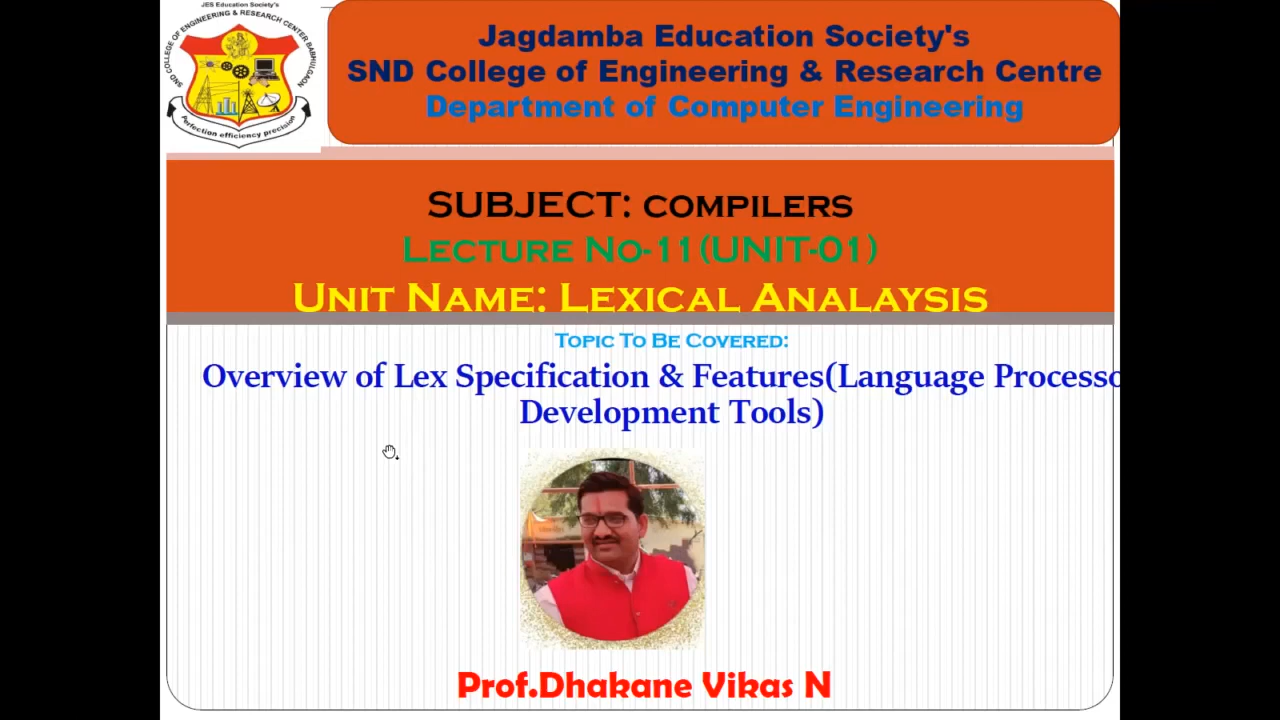 JES Education Society's
SND COLLEGE OF ENGINEERING & RESEARCH CENTER BABHULGAON
Perfection efficiency precision
Jagdamba Education Society's
SND College of Engineering & Research Centre
Department of Computer Engineering
SUBJECT: COMPILERS
LECTURE NO-11(UNIT-01)
UNIT NAME: LEXICAL ANALAYSIS
TOPIC TO BE COVERED:
Overview of Lex Specification & Features(Language Processo
Development Tools)
Prof.Dhakane Vikas N